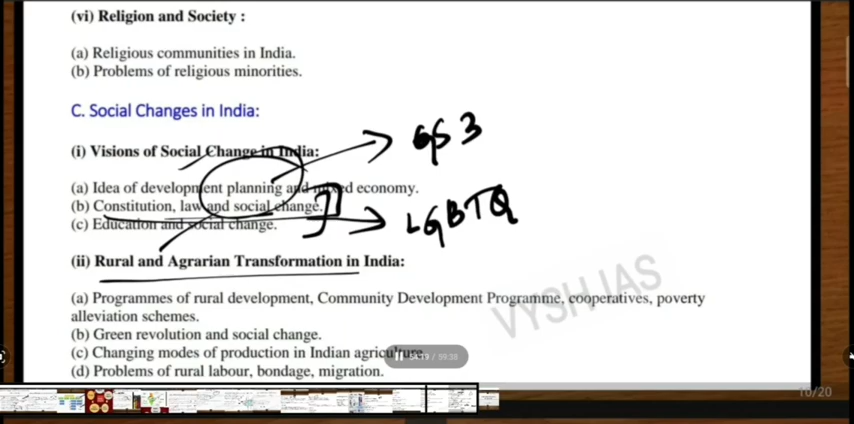 (vi) Religion and Society :
(a) Religious communities in India.
(b) Problems of religious minorities.
C. Social Changes in India:
(i) Visions of Social Change in India:
GS 3
(a) Idea of development planning and mixed economy.
(b) Constitution, law and social change.
LGBTQ
(c) Education and social change.
(ii) Rural and Agrarian Transformation in India:
(a) Programmes of rural development, Community Development Programme, cooperatives, poverty
alleviation schemes.
VYSH IAS
(b) Green revolution and social change.
(c) Changing modes of production in Indian agriculture.
54:19 / 59:38
(d) Problems of rural labour, bondage, migration.
10/20